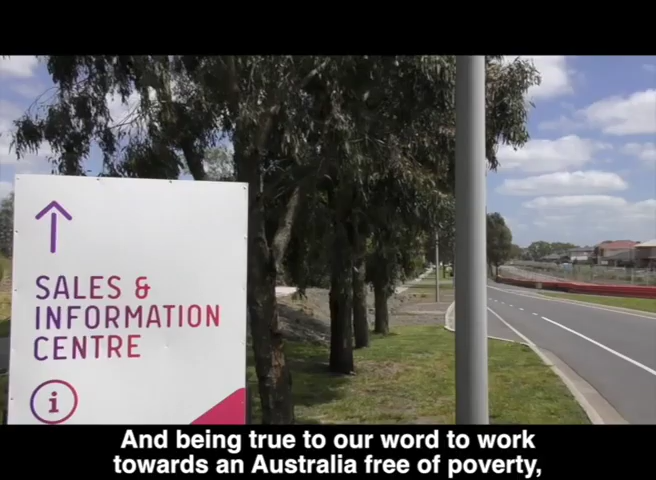 SALES &
INFORMATION
CENTRE
i
And being true to our word to work
towards an Australia free of poverty,